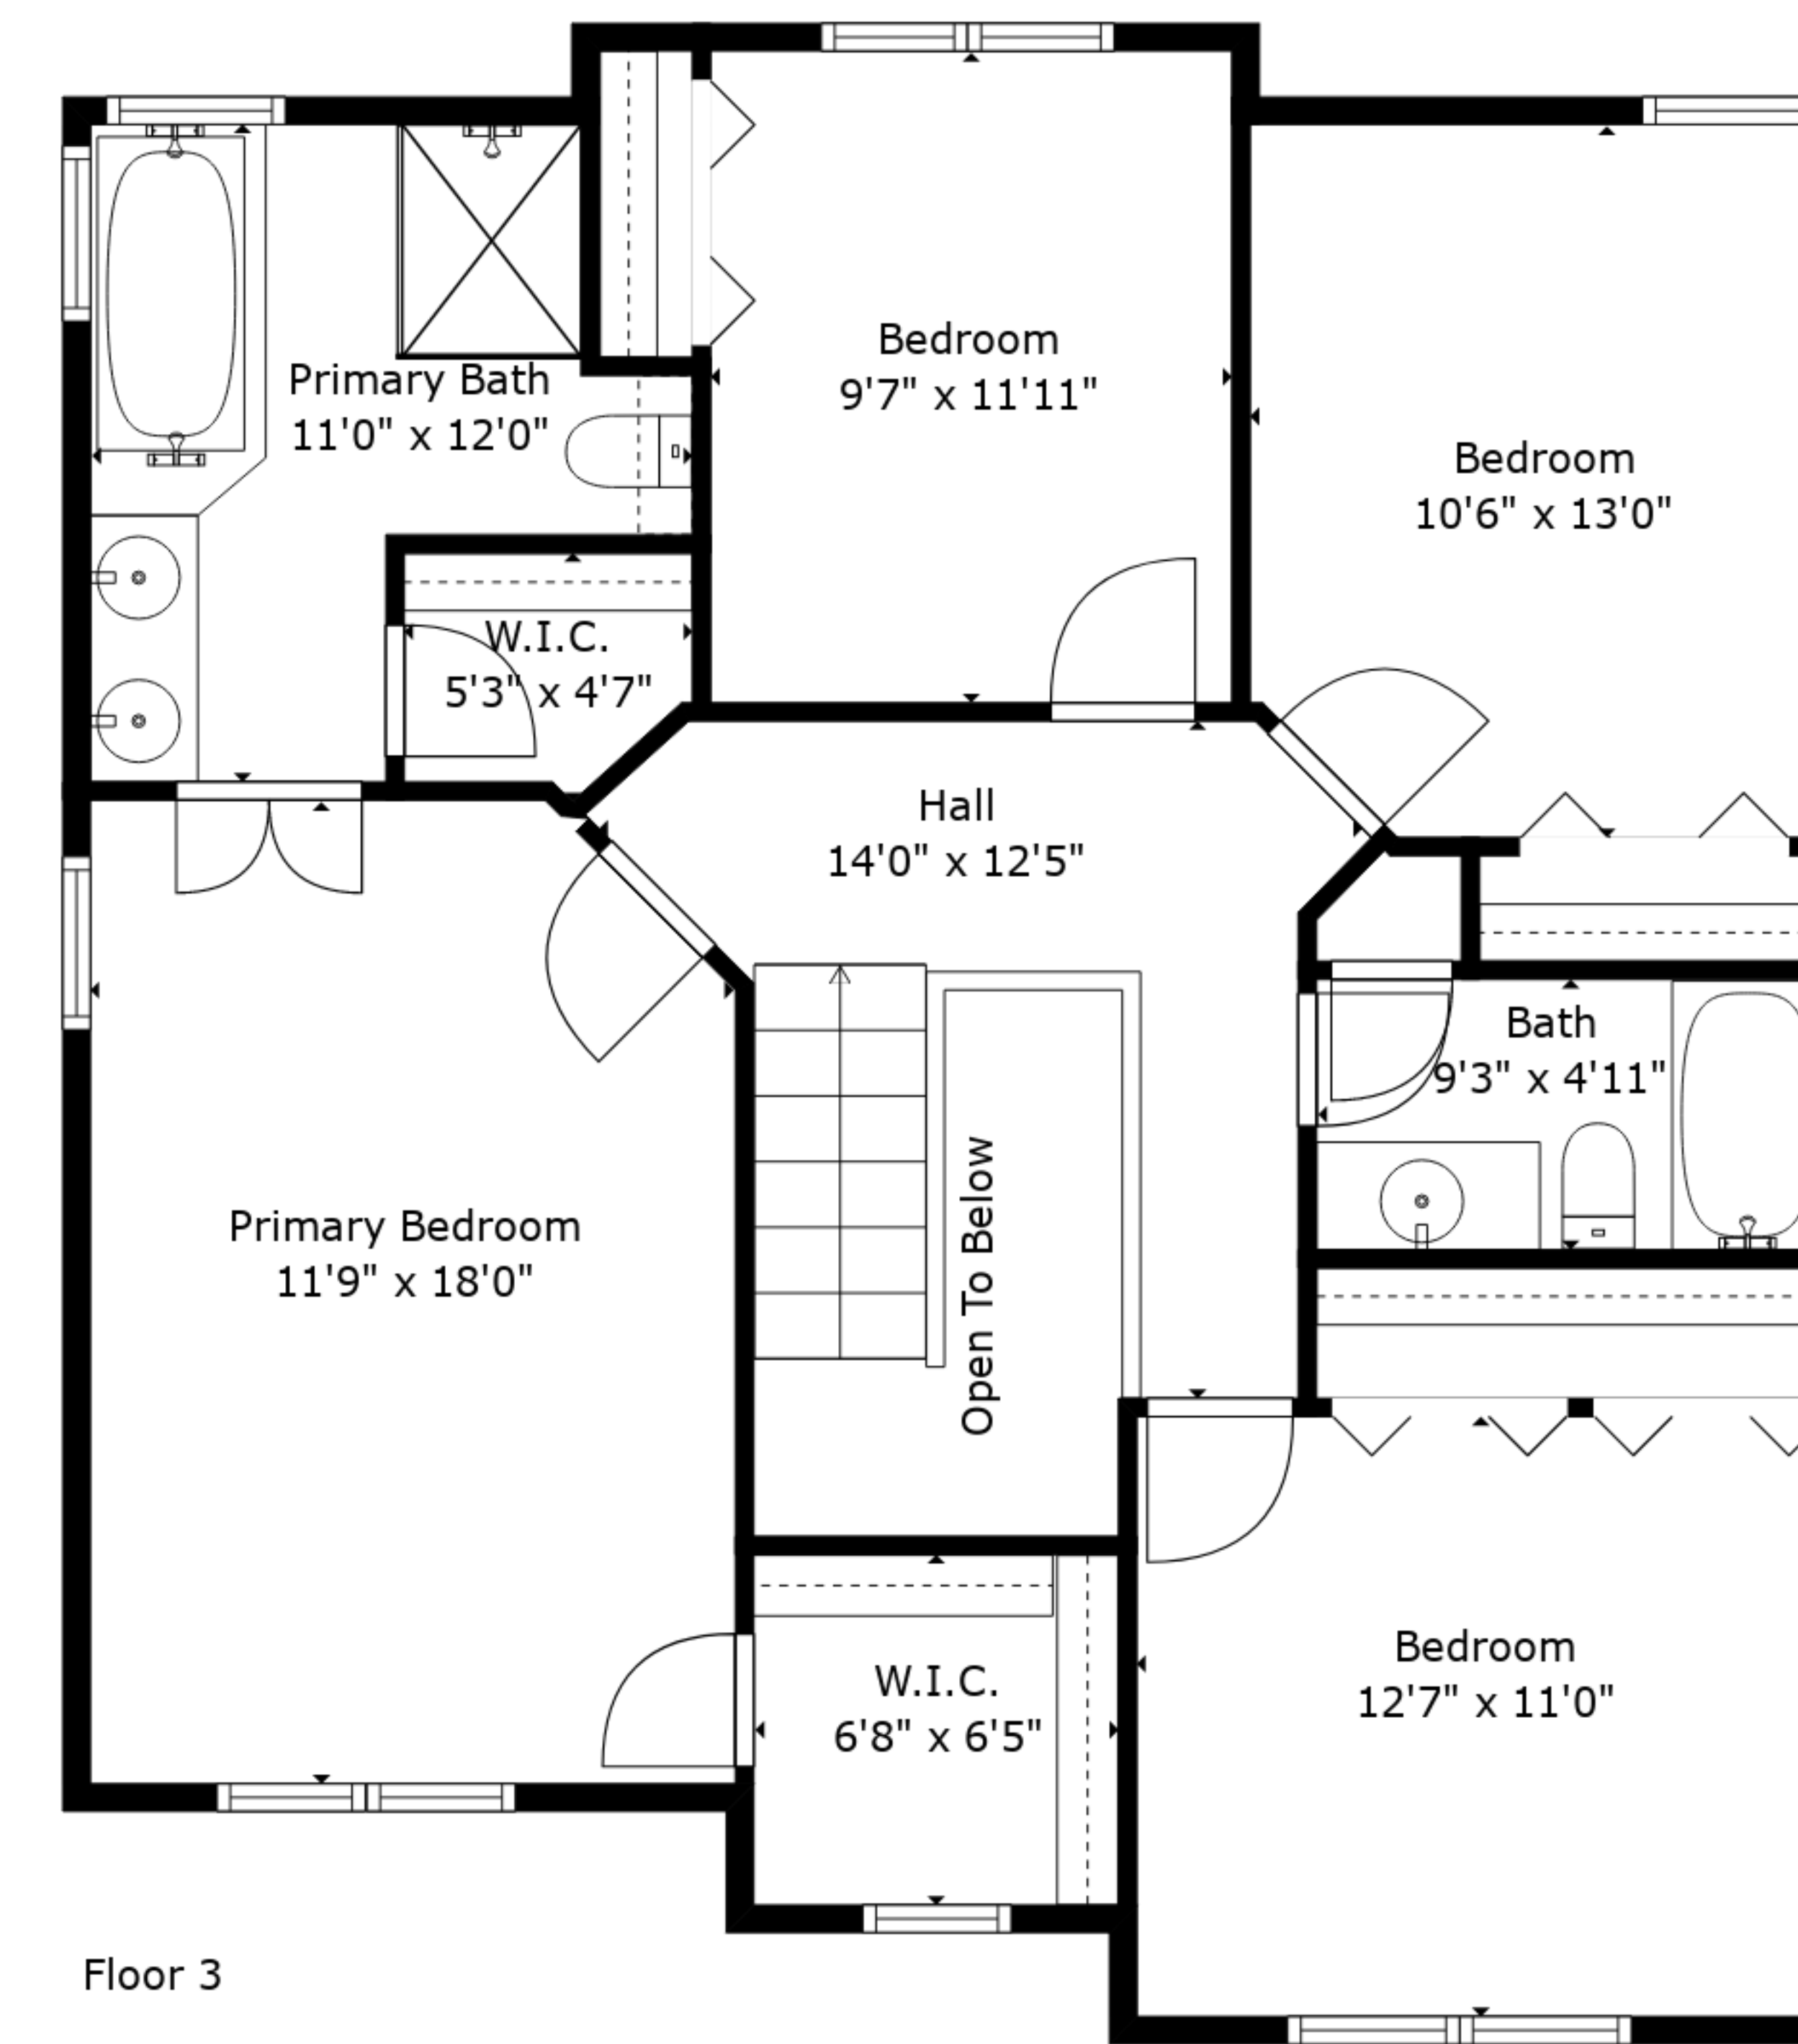 Bedroom
9'7" x 11'11"
Primary Bath
11'0" x 12'0"
Bedroom
10'6" x 13'0"
W.I.C.
5'3" x 4'7"
Hall
14'0" x 12'5"
Bath
9'3" x 4'11"
Primary Bedroom
11'9" x 18'0"
Open To Below
W.I.C.
6'8" x 6'5"
Bedroom
12'7" x 11'0"
Floor 3